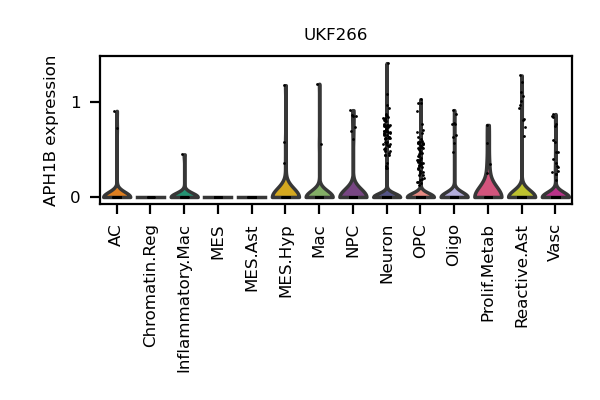 UKF266
APH1B expression
1
0
AC
Chromatin.Reg
Inflammatory.Mac
MES
MES.Ast
MES.Hyp
Mac
NPC
Neuron
OPC
Oligo
Prolif.Metab
Reactive.Ast
Vasc